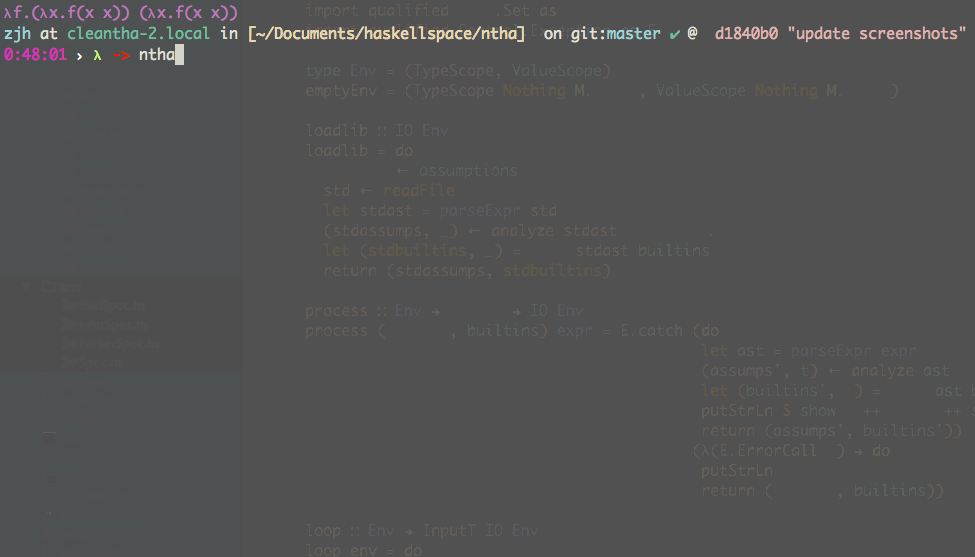 λf.(λx.f(x x)) (λx.f(x x))
import qualified .Set as
zjh at cleantha-2.local in [~/Documents/haskellspace/ntha] on git:master ✔ @ d1840b0 "update screenshots"
0:48:01 › λ -> ntha
type Env = (TypeScope, ValueScope)
emptyEnv = (TypeScope Nothing M. , ValueScope Nothing M. )
loadlib :: IO Env
loadlib = do
← assumptions
std ← readFile
let stdast = parseExpr std
(stdassumps, _) ← analyze stdast .
let (stdbuiltins, _) = stdast builtins
return (stdassumps, stdbuiltins)
process :: Env → → IO Env
process ( , builtins) expr = E.catch (do
let ast = parseExpr expr
(assumps', t) ← analyze ast
let (builtins', ) = ast
putStrLn $ show ++ ++
return (assumps', builtins'))
(λ(E.ErrorCall ) → do
putStrLn
return ( , builtins))
loop :: Env → InputT IO Env
loop env = do